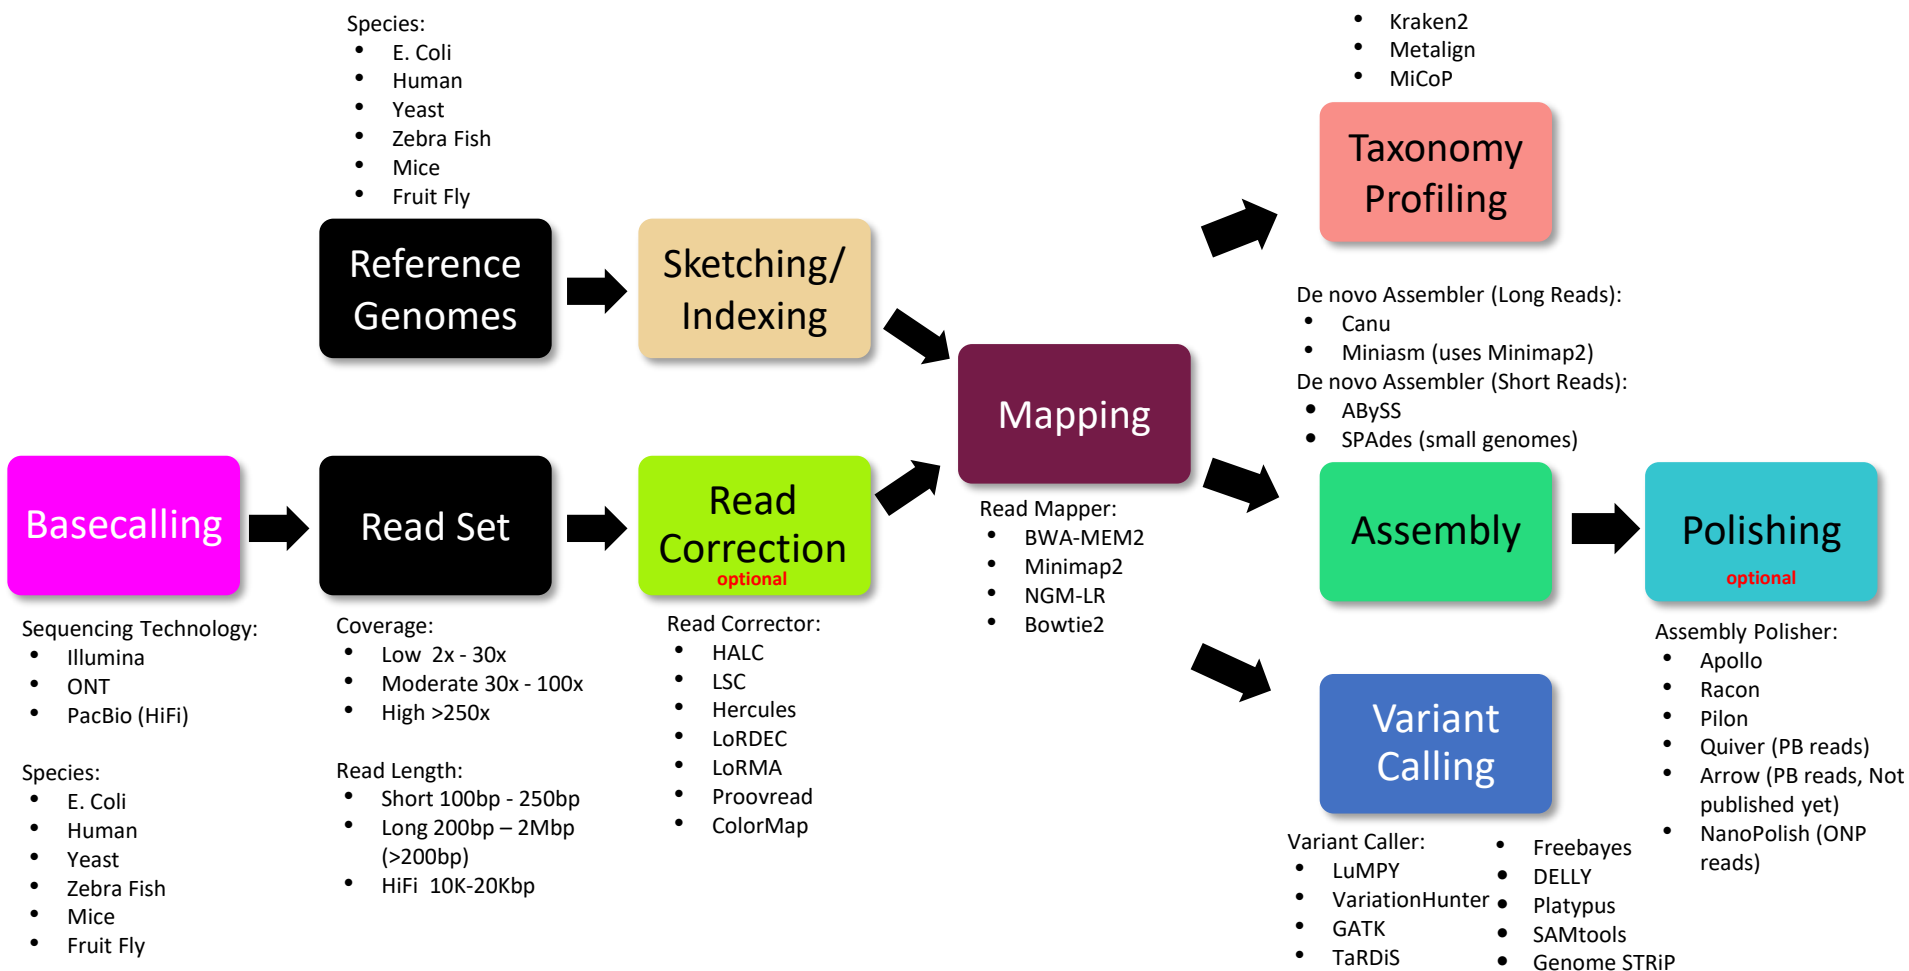 Species:
• E. Coli
• Human
• Yeast
• Zebra Fish
• Mice
• Fruit Fly
Reference
Genomes
Sketching/
Indexing
• Kraken2
• Metalign
• MiCoP
Taxonomy
Profiling
Basecalling
Sequencing Technology:
• Illumina
• ONT
• PacBio (HiFi)
Species:
• E. Coli
• Human
• Yeast
• Zebra Fish
• Mice
• Fruit Fly
Read Set
Coverage:
• Low 2x - 30x
• Moderate 30x - 100x
• High >250x
Read Length:
• Short 100bp - 250bp
• Long 200bp – 2Mbp
(>200bp)
• HiFi 10K-20Kbp
Read
Correction
optional
Read Corrector:
• HALC
• LSC
• Hercules
• LoRDEC
• LoRMA
• Proovread
• ColorMap
Mapping
Read Mapper:
• BWA-MEM2
• Minimap2
• NGM-LR
• Bowtie2
De novo Assembler (Long Reads):
• Canu
• Miniasm (uses Minimap2)
De novo Assembler (Short Reads):
• ABySS
• SPAdes (small genomes)
Assembly
Polishing
optional
Assembly Polisher:
• Apollo
• Racon
• Pilon
• Quiver (PB reads)
• Arrow (PB reads, Not
published yet)
• NanoPolish (ONP
reads)
Variant
Calling
Variant Caller:
• LuMPY
• VariationHunter
• GATK
• TaRDiS
• Freebayes
• DELLY
• Platypus
• SAMtools
• Genome STRiP